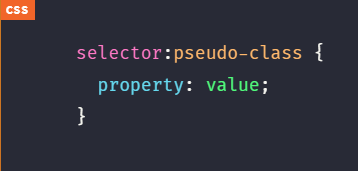 css
selector:pseudo-class {
  property: value;
}